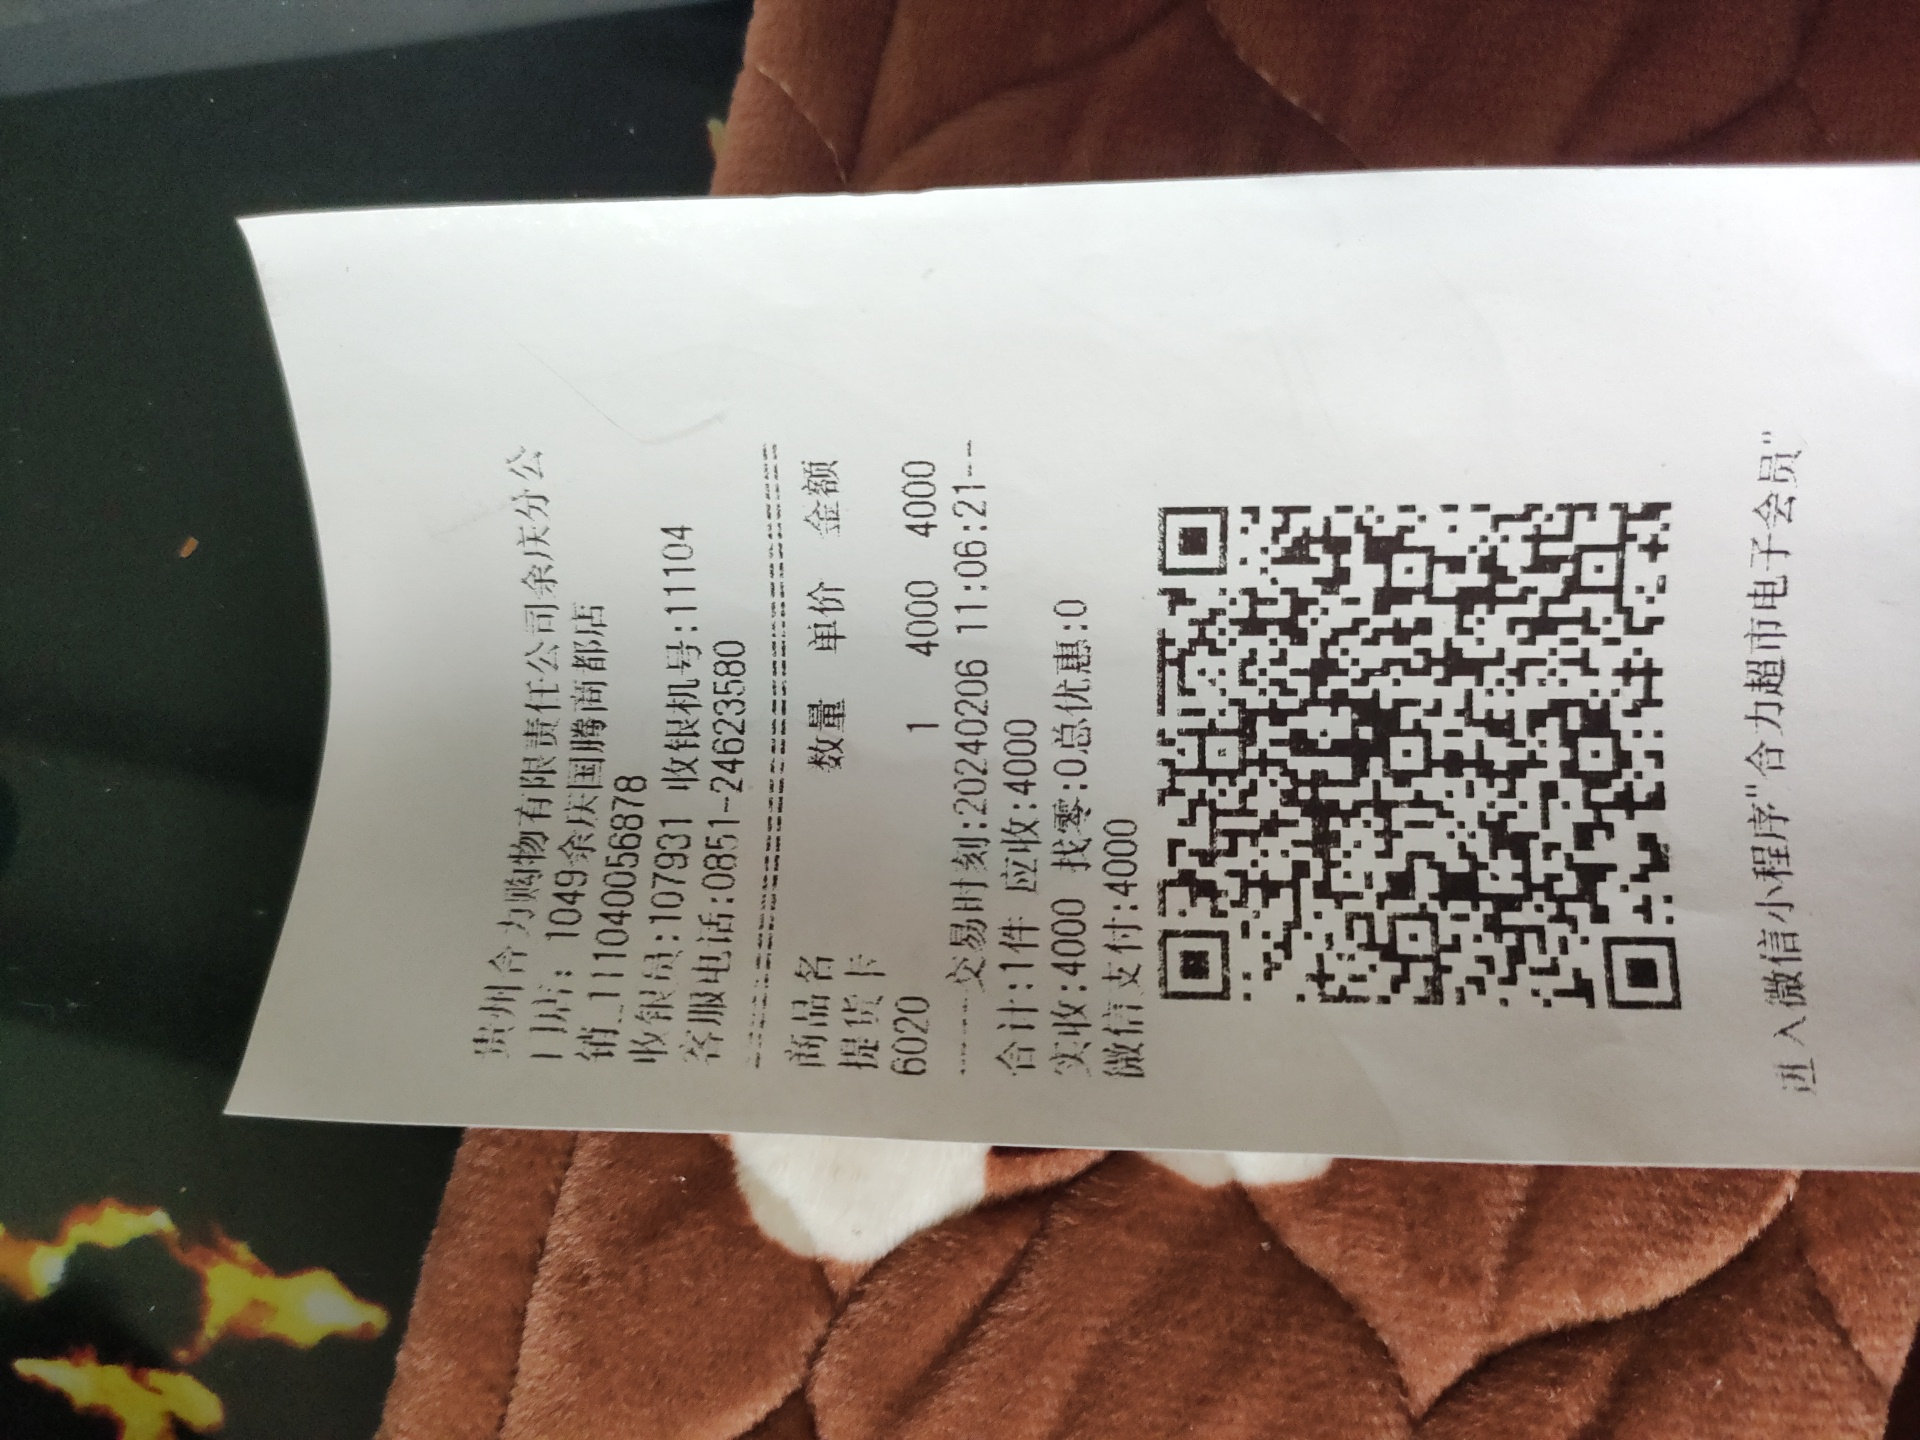 贵州合力购物有限责任公司余庆分公
门店: 1049余庆国腾商都店
销_1110400568​78
收银员:107931 收银机号:11104
客服电话:0851-24623580
商品名 数量 单价 金额
提货卡
6020 1 4000 4000
-----交易时刻:20240206 11:06:21--
合计:1件 应收:4000
实收:4000 找零:0总优惠:0
微信支付:4000
进入微信小程序"合力超市电子会员"